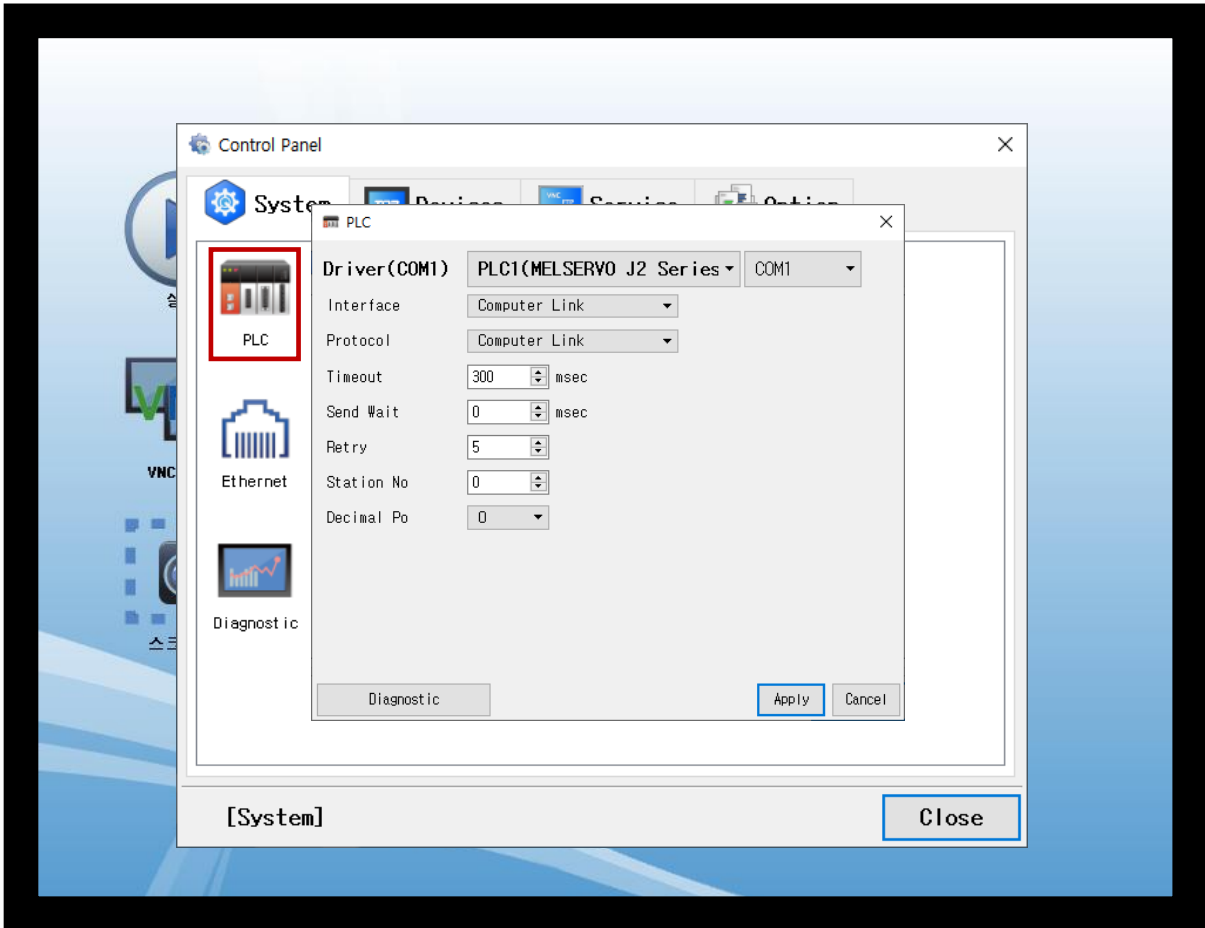 Control Panel
System
PLC
Driver(COM1) PLC1(MELSERVO J2 Series COM1
PLC
Interface Computer Link
Protocol Computer Link
Timeout 300 msec
Send Wait 0 msec
Retry 5
Ethernet
Station No 0
Decimal Po 0
VNC
Diagnostic
스크
Diagnostic Apply Cancel
[System] Close